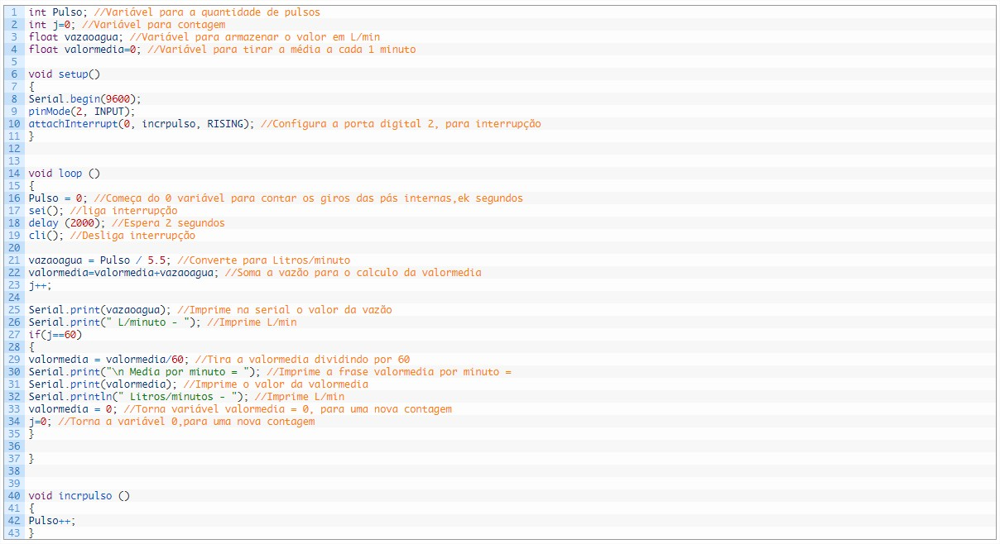 1 int Pulso; //Variável para a quantidade de pulsos
2 int j=0; //Variável para contagem
3 float vazaoagua; //Variável para armazenar o valor em L/min
4 float valormedia=0; //Variável para tirar a média a cada 1 minuto
5
6 void setup()
7 {
8 Serial.begin(9600);
9 pinMode(2, INPUT);
10 attachInterrupt(0, incrpulso, RISING); //Configura a porta digital 2, para interrupção
11 }
12
13
14 void loop ()
15 {
16 Pulso = 0; //Começa do 0 variável para contar os giros das pás internas,ek segundos
17 sei(); //liga interrupção
18 delay (2000); //Espera 2 segundos
19 cli(); //Desliga interrupção
20
21 vazaoagua = Pulso / 5.5; //Converte para Litros/minuto
22 valormedia=valormedia+vazaoagua; //Soma a vazão para o calculo da valormedia
23 j++;
24
25 Serial.print(vazaoagua); //Imprime na serial o valor da vazão
26 Serial.print(" L/minuto - "); //Imprime L/min
27 if(j==60)
28 {
29 valormedia = valormedia/60; //Tira a valormedia dividindo por 60
30 Serial.print("\n Media por minuto = "); //Imprime a frase valormedia por minuto =
31 Serial.print(valormedia); //Imprime o valor da valormedia
32 Serial.println(" Litros/minutos - "); //Imprime L/min
33 valormedia = 0; //Torna variável valormedia = 0, para uma nova contagem
34 j=0; //Torna a variável 0,para uma nova contagem
35 }
36
37 }
38
39
40 void incrpulso ()
41 {
42 Pulso++;
43 }